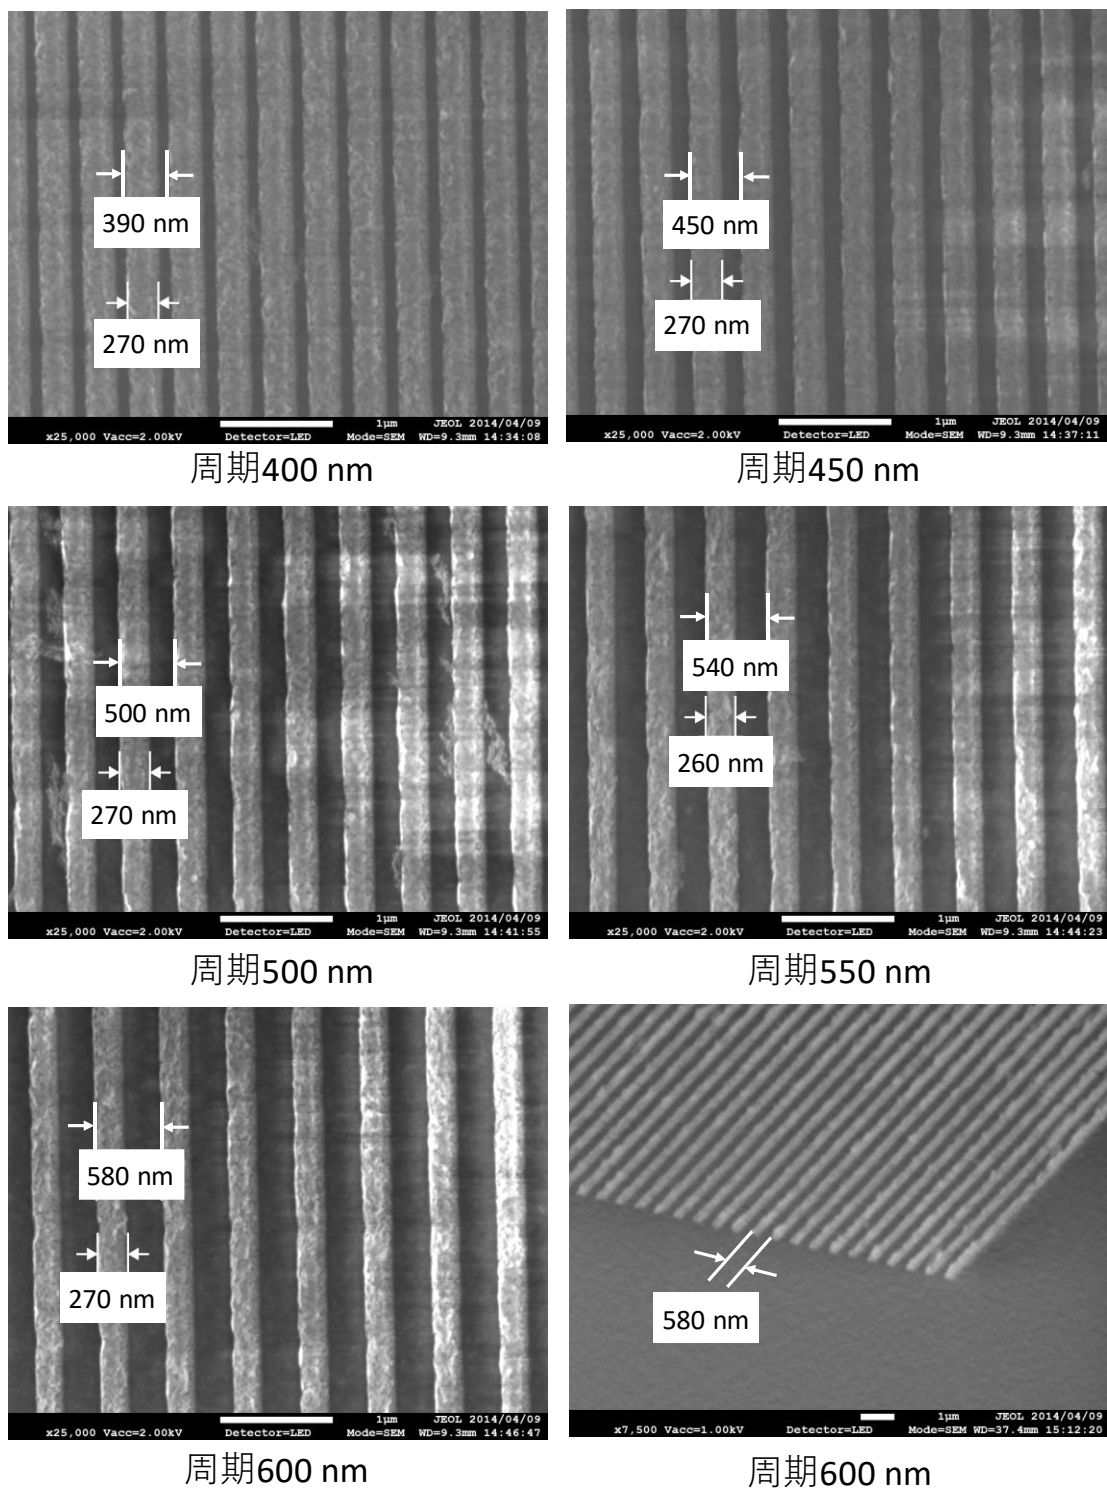 390 nm
270 nm
1μm JEOL 2014/04/09
x25,000 Vacc=2.00kV Detector=LED Mode=SEM WD=9.3mm 14:34:08
周期400 nm
450 nm
270 nm
1μm JEOL 2014/04/09
x25,000 Vacc=2.00kV Detector=LED Mode=SEM WD=9.3mm 14:37:11
周期450 nm
500 nm
270 nm
1μm JEOL 2014/04/09
x25,000 Vacc=2.00kV Detector=LED Mode=SEM WD=9.3mm 14:41:55
周期500 nm
540 nm
260 nm
1μm JEOL 2014/04/09
x25,000 Vacc=2.00kV Detector=LED Mode=SEM WD=9.3mm 14:44:23
周期550 nm
580 nm
270 nm
1μm JEOL 2014/04/09
x25,000 Vacc=2.00kV Detector=LED Mode=SEM WD=9.3mm 14:46:47
周期600 nm
580 nm
1μm JEOL 2014/04/09
x7,500 Vacc=1.00kV Detector=LED Mode=SEM WD=37.4mm 15:12:20
周期600 nm